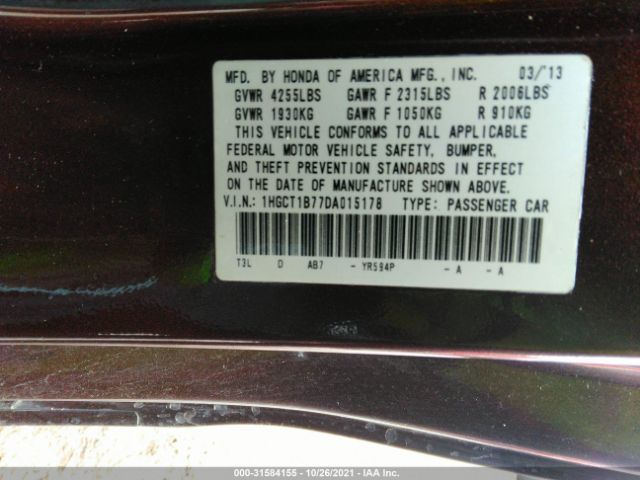 MFD. BY HONDA OF AMERICA MFG., INC. 03/'13
GVWR 4255LBS GAWR F 2315LBS R 2006LBS
GVWR 1930KG GAWR F 1050KG R 910KG
THIS VEHICLE CONFORMS TO ALL APPLICABLE
FEDERAL MOTOR VEHICLE SAFETY, BUMPER,
AND THEFT PREVENTION STANDARDS IN EFFECT
ON THE DATE OF MANUFACTURE SHOWN ABOVE.
V.I.N.: 1HGCT1B77DA015178 TYPE: PASSENGER CAR
T3L D AB7 - YR594P - A - A
000-31584155 - 10/26/2021 - IAA Inc.